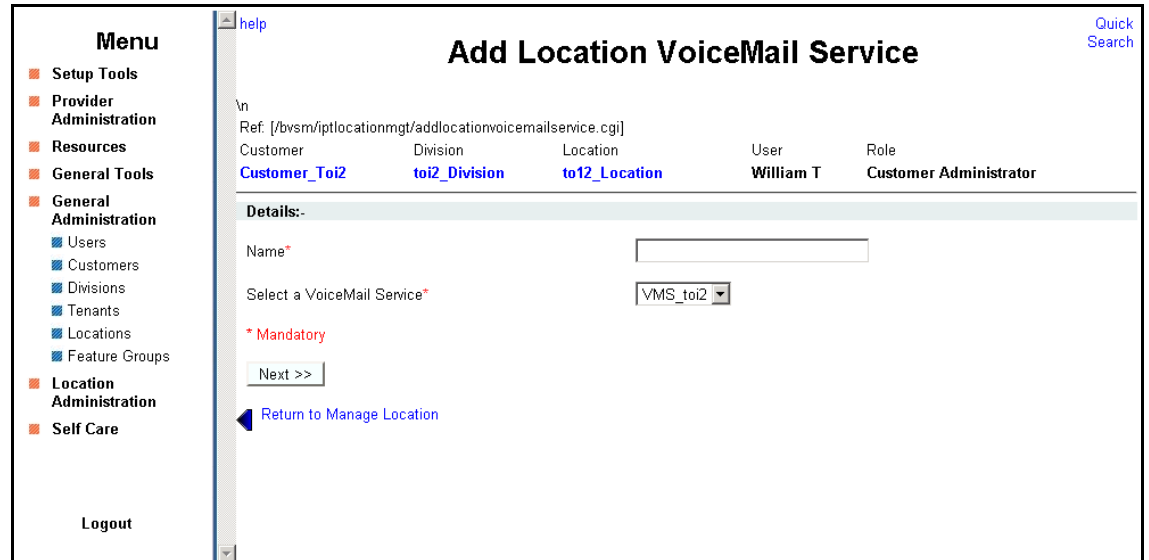 Menu
Setup Tools
Provider
Administration
Resources
General Tools
General
Administration
Users
Customers
Divisions
Tenants
Locations
Feature Groups
Location
Administration
Self Care
Logout
help
Quick
Search
Add Location VoiceMail Service
\n
Ref: [/bvsm/iptlocationmgt/addlocationvoicemailservice.cgi]
Customer Division Location User Role
Customer_Toi2 toi2_Division to12_Location William T Customer Administrator
Details:-
Name*
Select a VoiceMail Service* VMS_toi2
* Mandatory
Next >>
Return to Manage Location